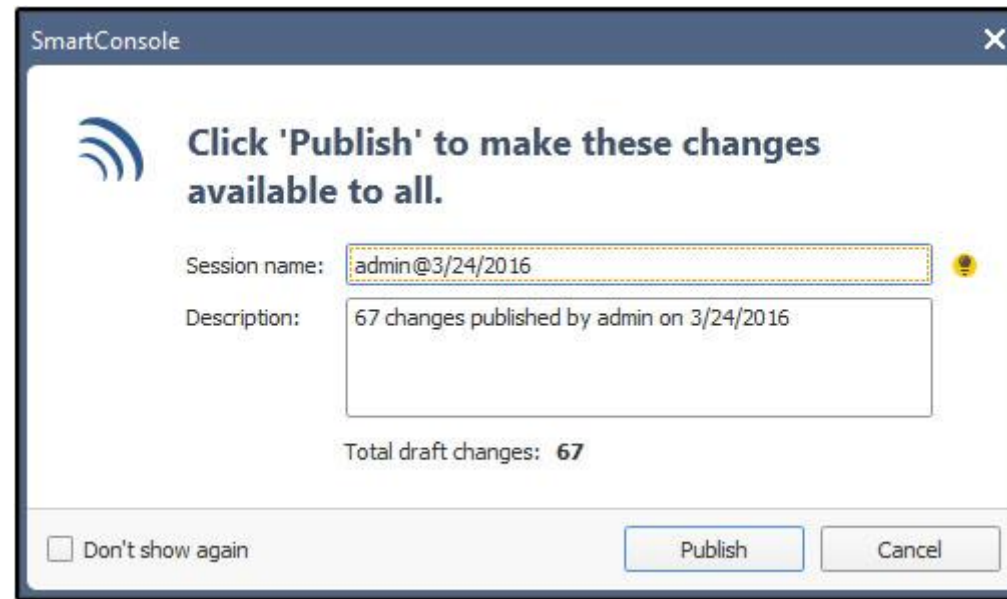 SmartConsole
Click 'Publish' to make these changes
available to all.
Session name: admin@3/24/2016
Description: 67 changes published by admin on 3/24/2016
Total draft changes: 67
Don't show again
Publish
Cancel